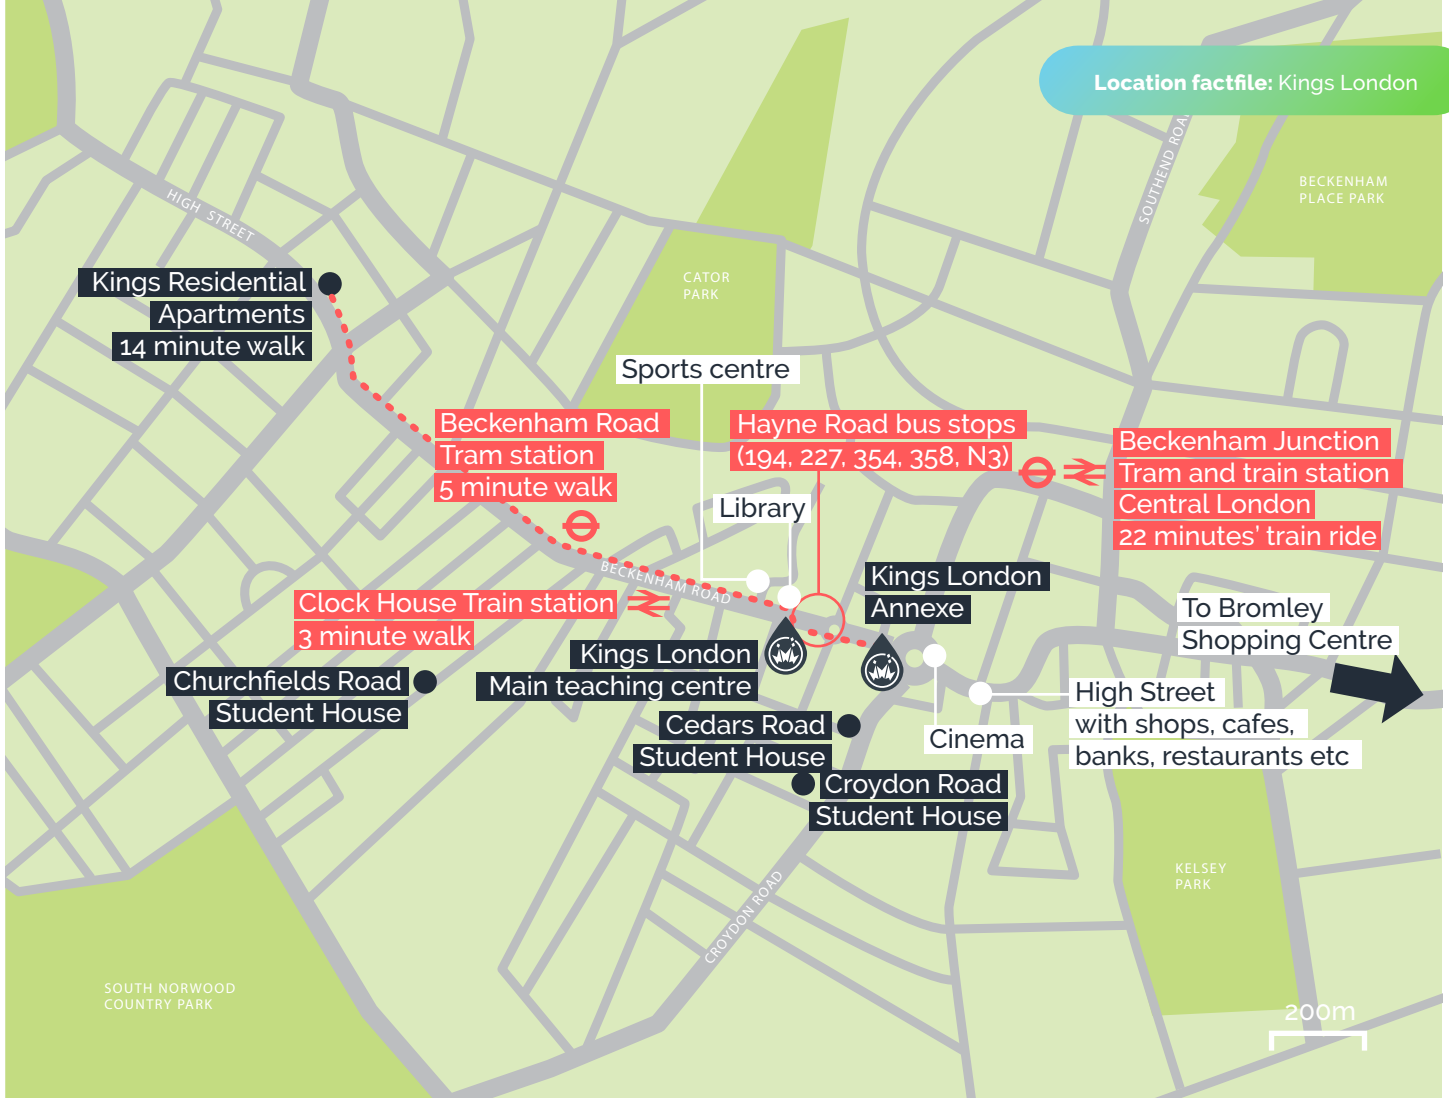 Location factfile: Kings London
SOUTHEND ROAD
BECKENHAM
PLACE PARK
HIGH STREET
Kings Residential
Apartments
14 minute walk
CATOR
PARK
Sports centre
Beckenham Road
Tram station
5 minute walk
Hayne Road bus stops
(194, 227, 354, 358, N3)
Beckenham Junction
Tram and train station
Central London
22 minutes' train ride
Library
BECKENHAM ROAD
Kings London
Annexe
Clock House Train station
3 minute walk
To Bromley
Shopping Centre
Kings London
Main teaching centre
Churchfields Road
Student House
High Street
with shops, cafes,
banks, restaurants etc
Cedars Road
Student House
Cinema
Croydon Road
Student House
KELSEY
PARK
CROYDON ROAD
SOUTH NORWOOD
COUNTRY PARK
200m